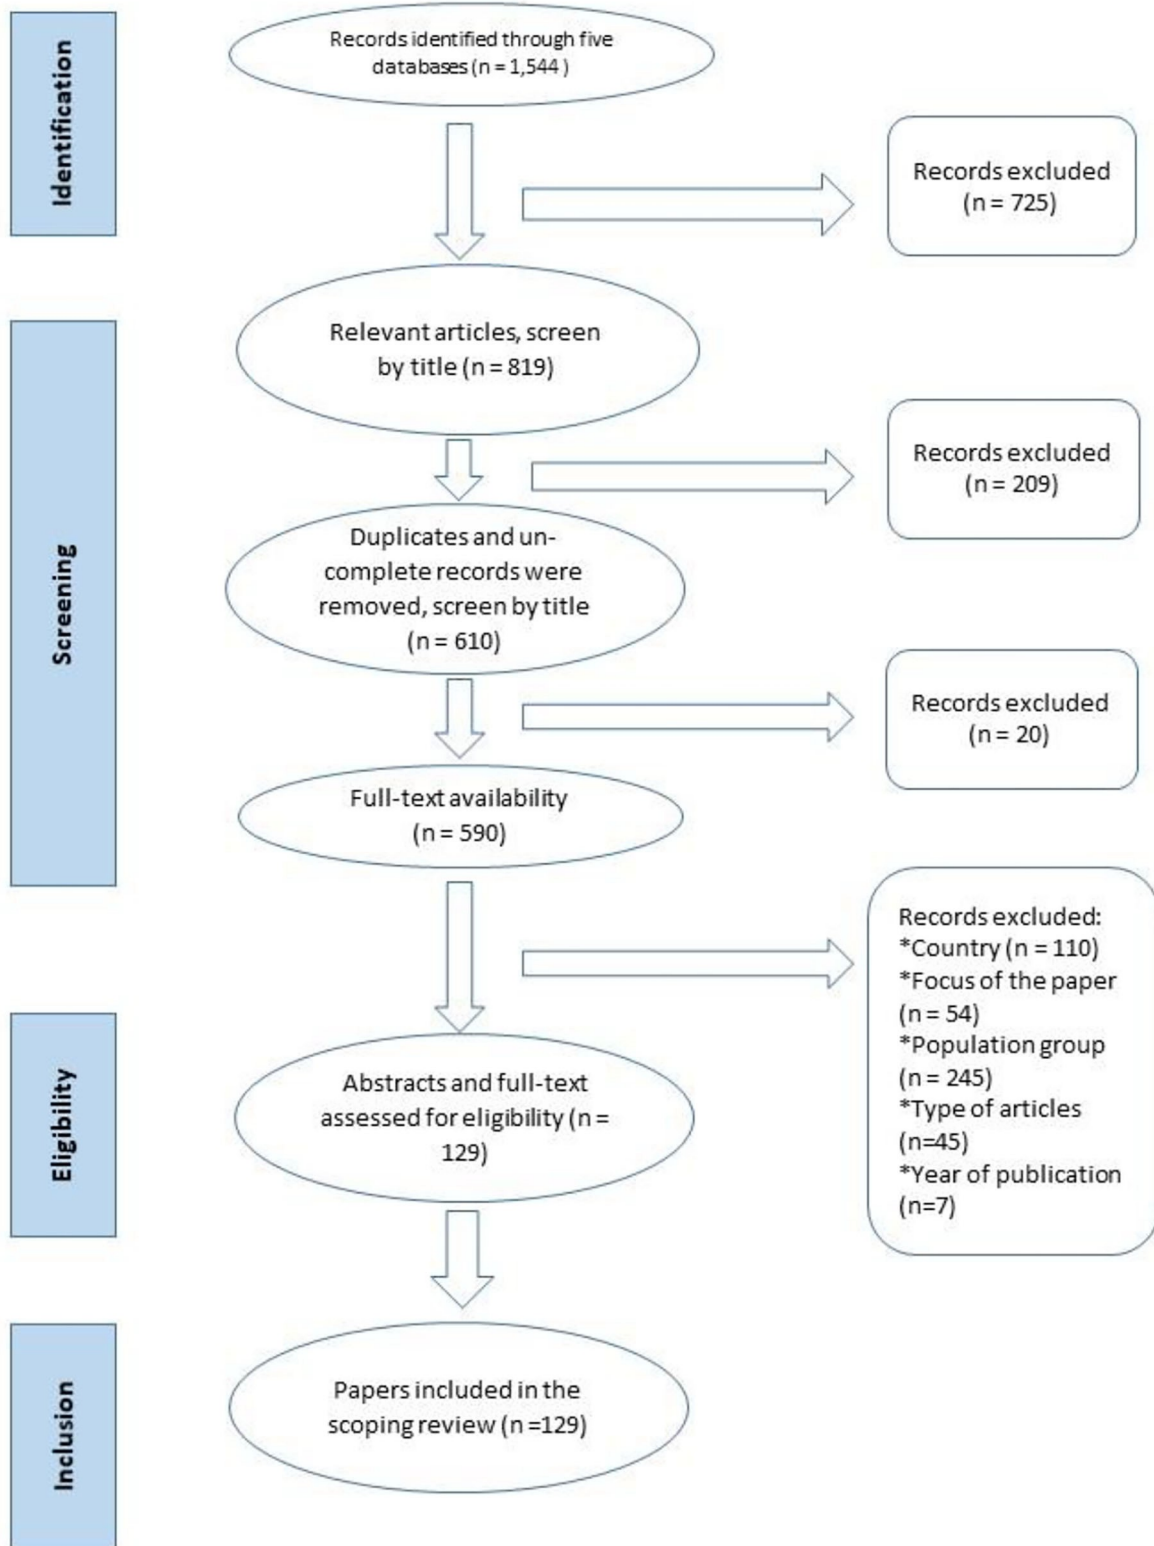 Identification
Records identified through five
databases (n = 1,544 )
Records excluded
(n = 725)
Screening
Relevant articles, screen
by title (n = 819)
Records excluded
(n = 209)
Duplicates and un-
complete records were
removed, screen by title
(n = 610)
Records excluded
(n = 20)
Full-text availability
(n = 590)
Records excluded:
*Country (n = 110)
*Focus of the paper
(n = 54)
*Population group
(n = 245)
*Type of articles
(n=45)
*Year of publication
(n=7)
Eligibility
Abstracts and full-text
assessed for eligibility (n =
129)
Inclusion
Papers included in the
scoping review (n =129)